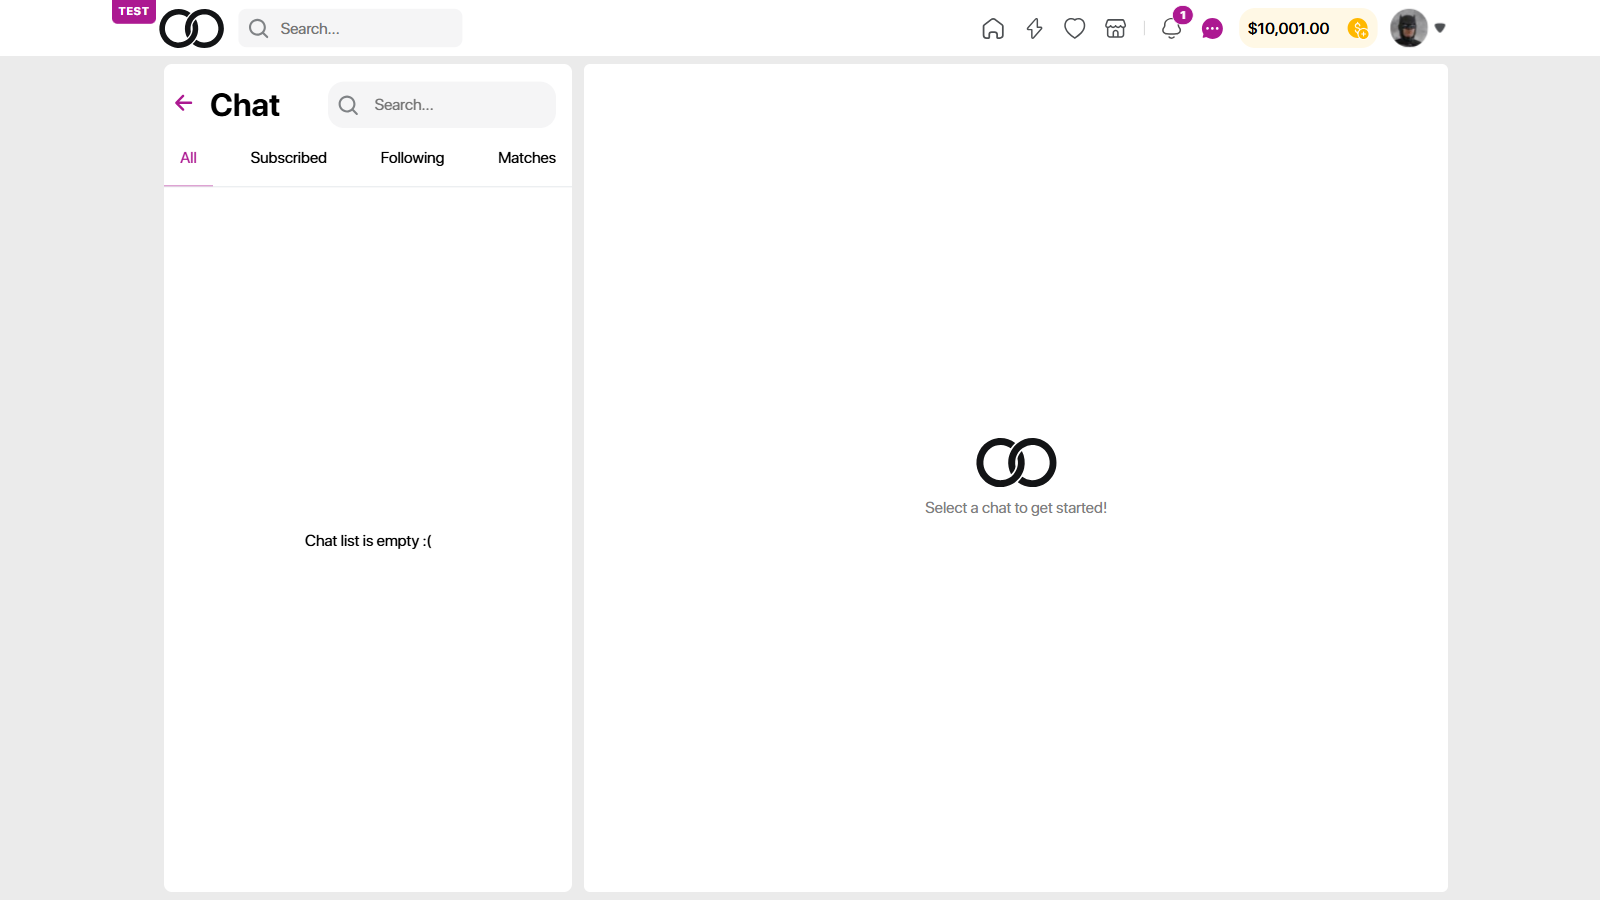 TEST
Search...
1
$10,001.00
Chat
Search...
All Subscribed Following Matches
Chat list is empty :(
Select a chat to get started!